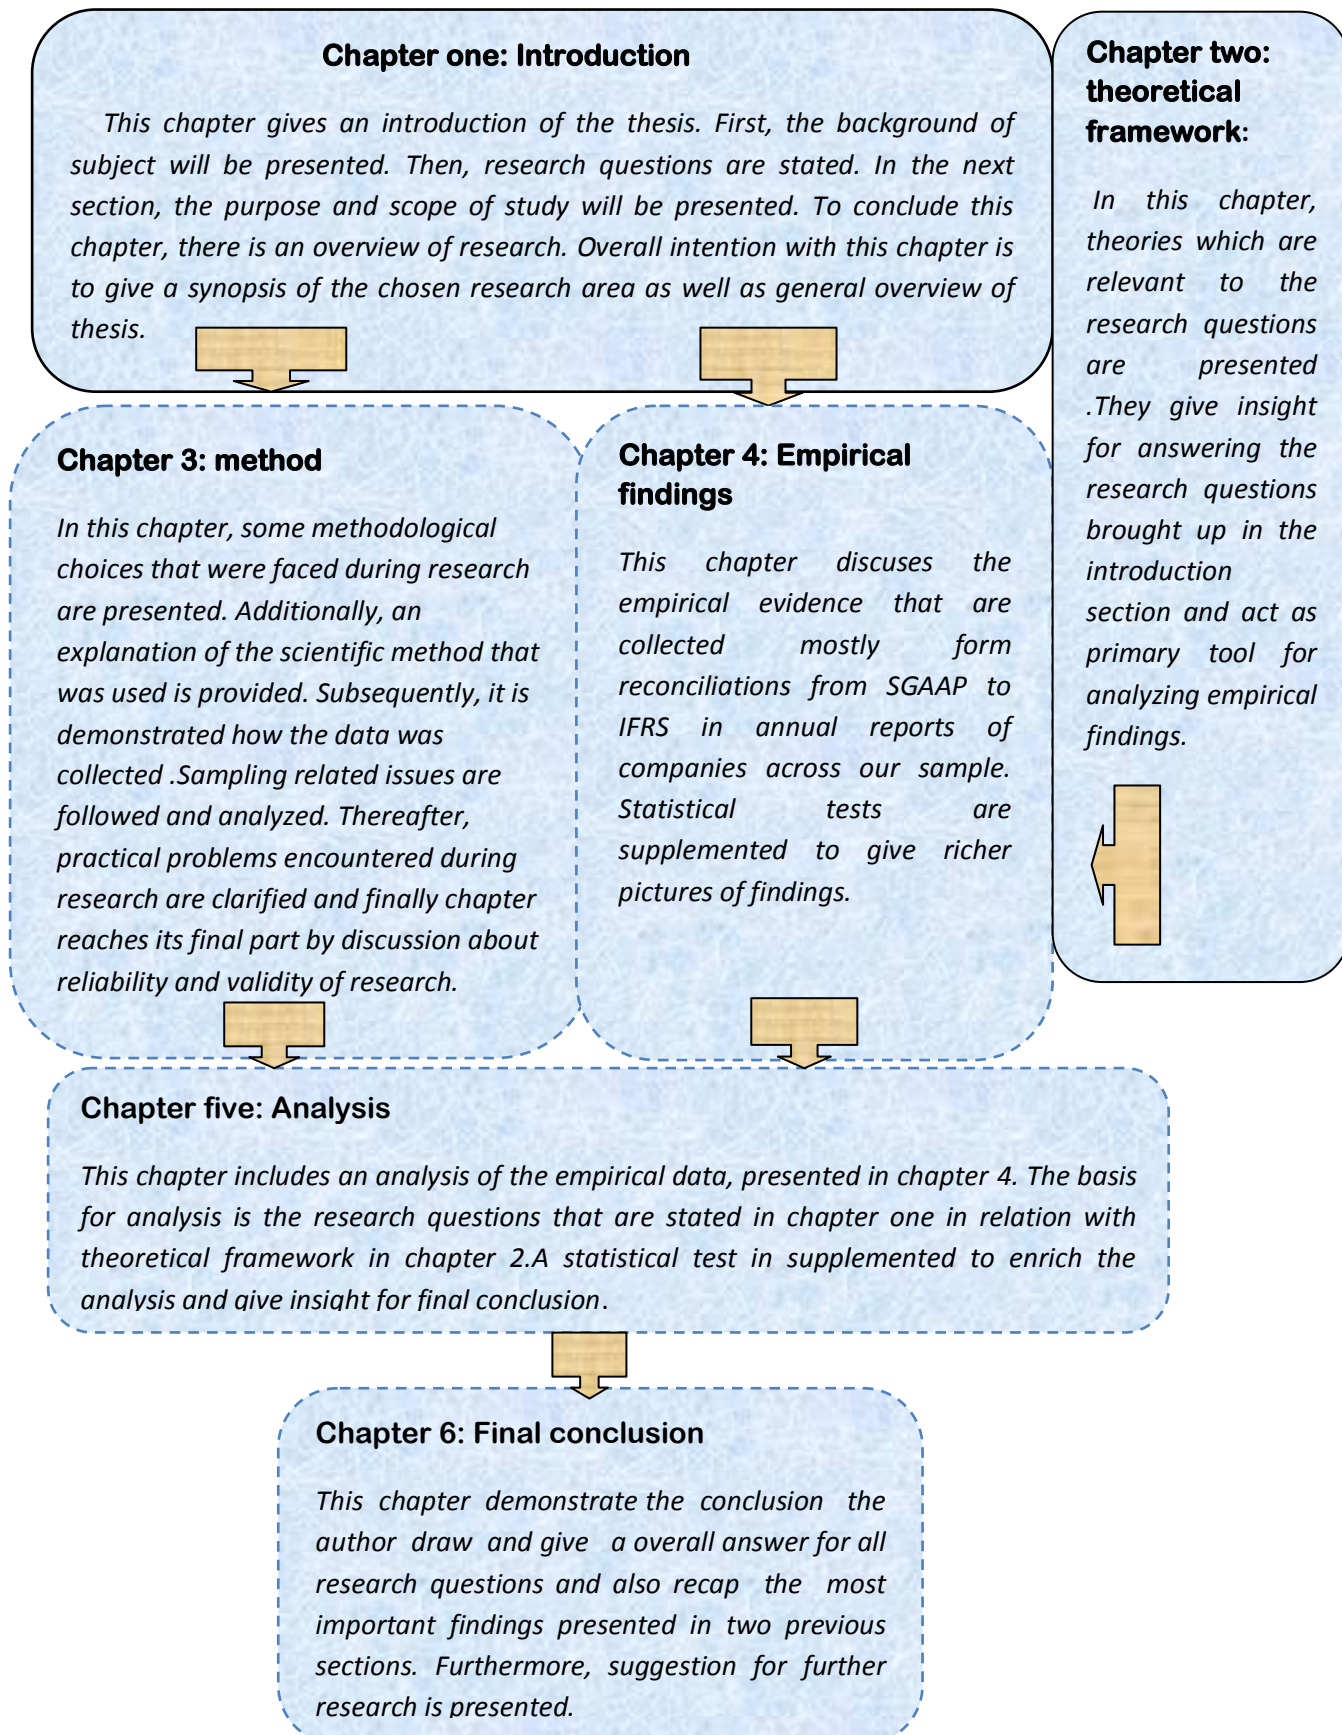 Chapter one: Introduction
This chapter gives an introduction of the thesis. First, the background of
subject will be presented. Then, research questions are stated. In the next
section, the purpose and scope of study will be presented. To conclude this
chapter, there is an overview of research. Overall intention with this chapter is
to give a synopsis of the chosen research area as well as general overview of
thesis.
Chapter two:
theoretical
framework:
In this chapter,
theories which are
relevant to the
research questions
are presented
.They give insight
for answering the
research questions
brought up in the
introduction
section and act as
primary tool for
analyzing empirical
findings.
Chapter 3: method
In this chapter, some methodological
choices that were faced during research
are presented. Additionally, an
explanation of the scientific method that
was used is provided. Subsequently, it is
demonstrated how the data was
collected .Sampling related issues are
followed and analyzed. Thereafter,
practical problems encountered during
research are clarified and finally chapter
reaches its final part by discussion about
reliability and validity of research.
Chapter 4: Empirical
findings
This chapter discuses the
empirical evidence that are
collected mostly form
reconciliations from SGAAP to
IFRS in annual reports of
companies across our sample.
Statistical tests are
supplemented to give richer
pictures of findings.
Chapter five: Analysis
This chapter includes an analysis of the empirical data, presented in chapter 4. The basis
for analysis is the research questions that are stated in chapter one in relation with
theoretical framework in chapter 2.A statistical test in supplemented to enrich the
analysis and give insight for final conclusion.
Chapter 6: Final conclusion
This chapter demonstrate the conclusion the
author draw and give a overall answer for all
research questions and also recap the most
important findings presented in two previous
sections. Furthermore, suggestion for further
research is presented.